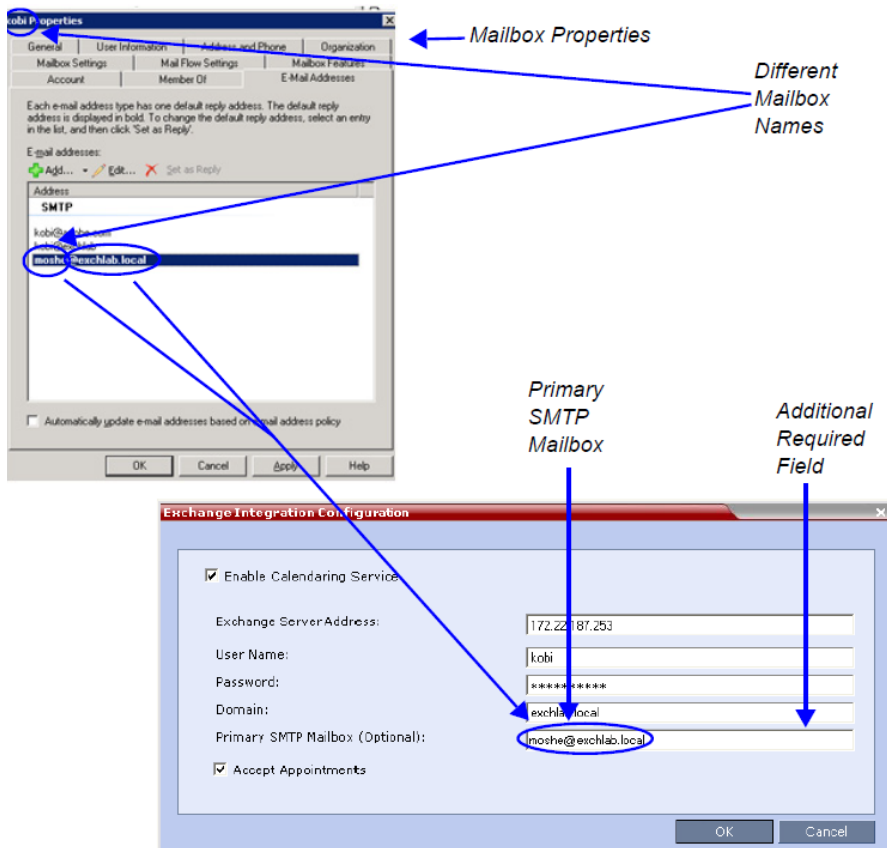 kobi Properties
Mailbox Properties
General User Information Address and Phone Organization
Mailbox Settings Mail Flow Settings Mailbox Features
Account Member Of E-Mail Addresses
Different
Mailbox
Names
Each e-mail address type has one default reply address. The default reply
address is displayed in bold. To change the default reply address, select an entry
in the list, and then click 'Set as Reply'.
E-mail addresses:
Add... Edit... Set as Reply
Address
SMTP
moshe@exchlab.local
Automatically update e-mail addresses based on e-mail address policy
OK Cancel Apply Help
Primary
SMTP
Mailbox
Additional
Required
Field
Exchange Integration Configuration
Enable Calendaring Service
Exchange Server Address: 172.22.187.253
User Name: kobi
Password: **********
Domain: exchlab.local
Primary SMTP Mailbox (Optional): moshe@exchlab.local
Accept Appointments
OK Cancel